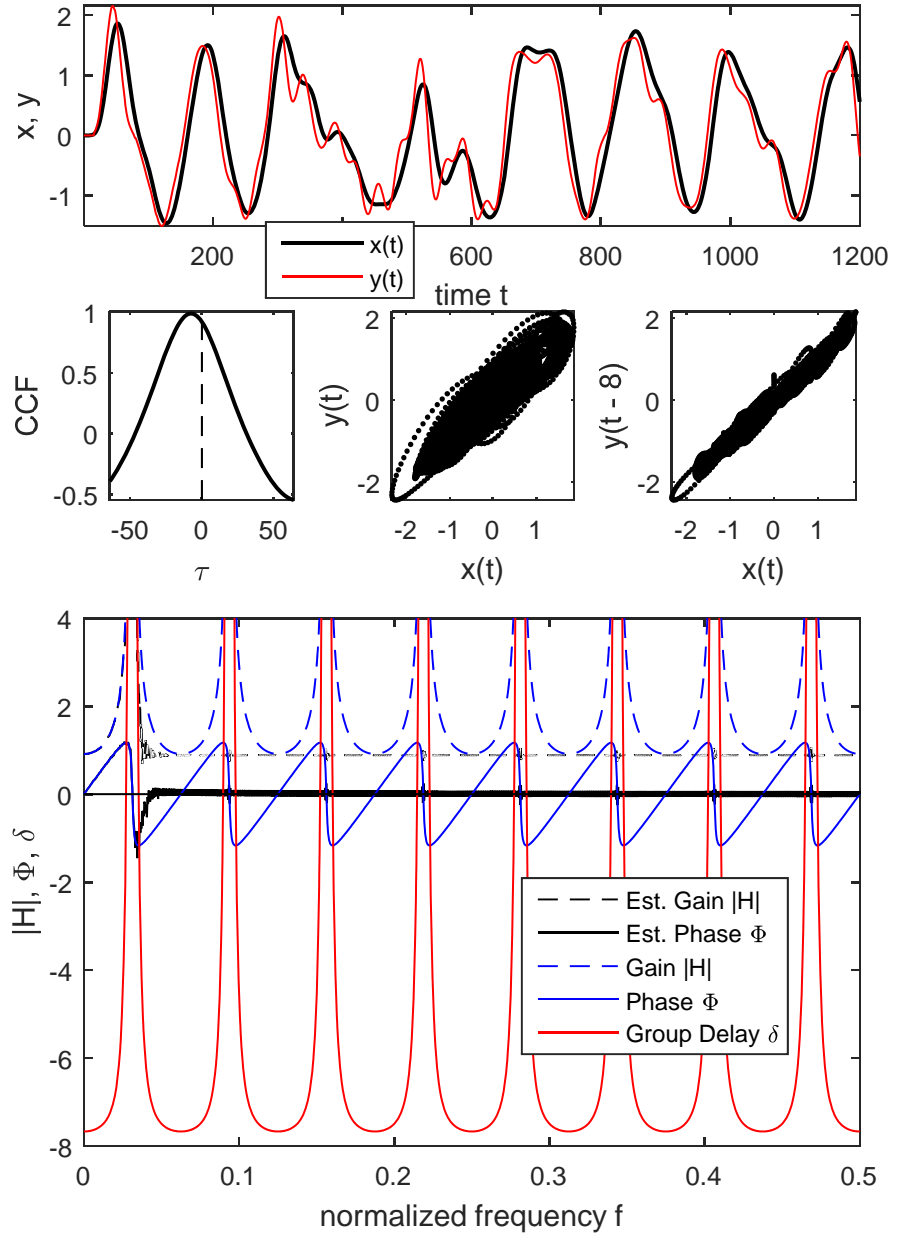 2
1
0
-1
x, y
200
600
800
1000
1200
x(t)
y(t)
time t
1
0.5
0
-0.5
CCF
-50
0
50
τ
2
0
-2
y(t)
-2
-1
0
1
x(t)
2
0
-2
y(t - 8)
-2
-1
0
1
x(t)
4
2
0
-2
-4
-6
-8
|H|, Φ, δ
Est. Gain |H|
Est. Phase Φ
Gain |H|
Phase Φ
Group Delay δ
0
0.1
0.2
0.3
0.4
0.5
normalized frequency f